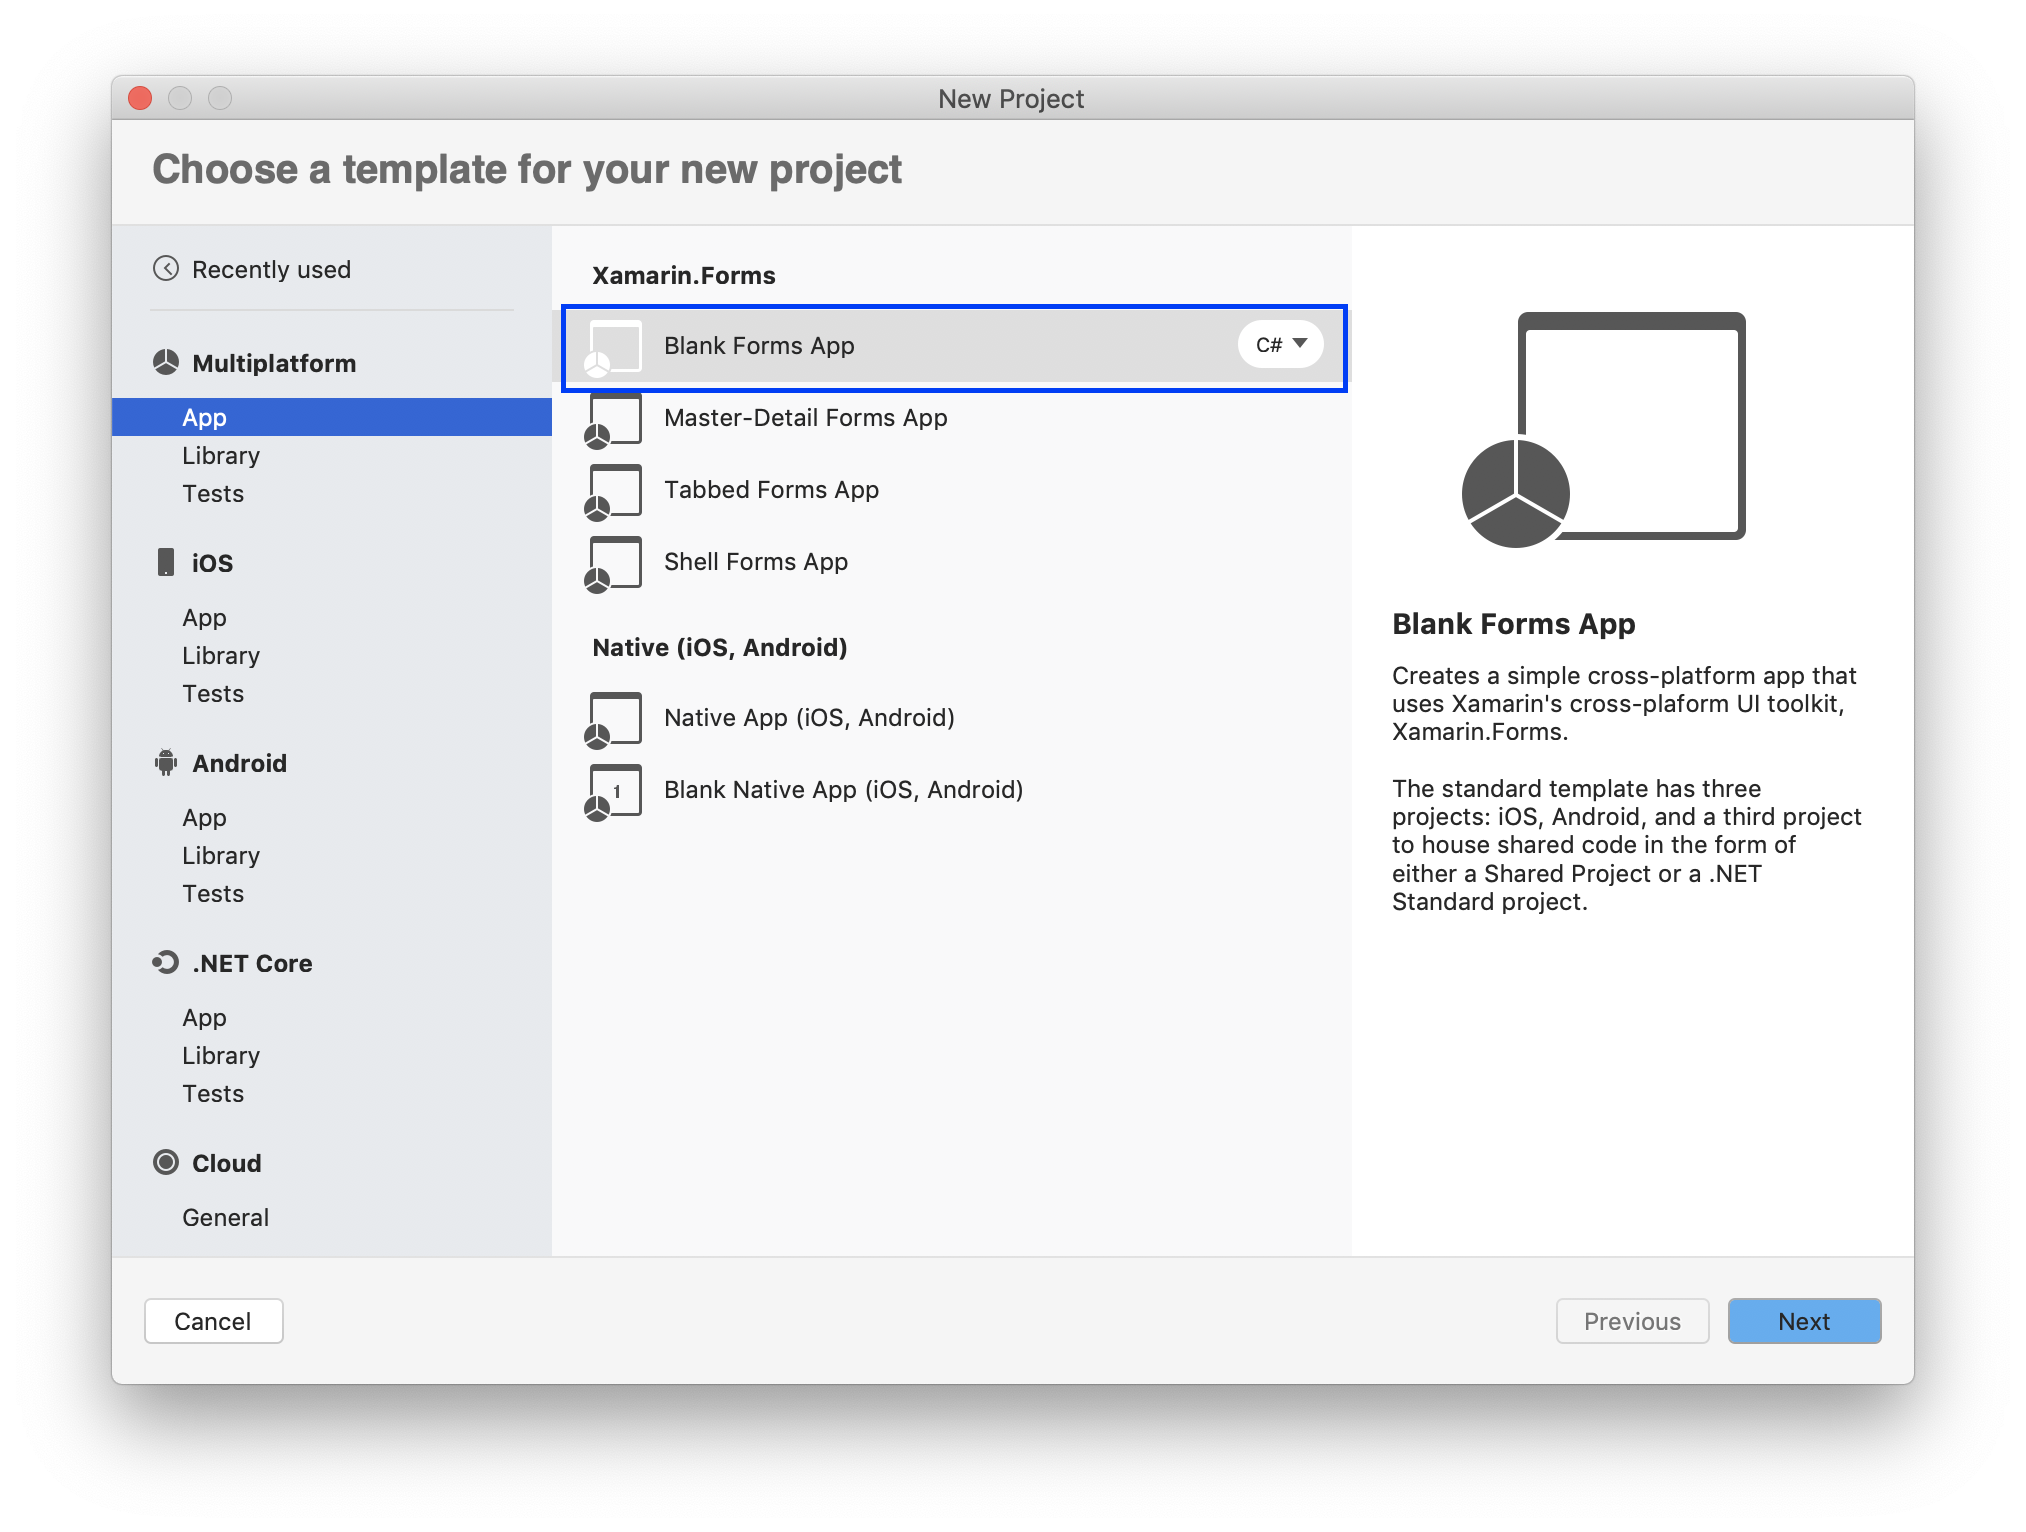 New Project
Choose a template for your new project
Recently used
Multiplatform
App
Library
Tests
iOS
App
Library
Tests
Android
App
Library
Tests
.NET Core
App
Library
Tests
Cloud
General
Xamarin.Forms
Blank Forms App
C#
Master-Detail Forms App
Tabbed Forms App
Shell Forms App
Native (iOS, Android)
Native App (iOS, Android)
1
Blank Native App (iOS, Android)
Blank Forms App
Creates a simple cross-platform app that
uses Xamarin's cross-plaform UI toolkit,
Xamarin.Forms.
The standard template has three
projects: iOS, Android, and a third project
to house shared code in the form of
either a Shared Project or a .NET
Standard project.
Cancel
Previous
Next